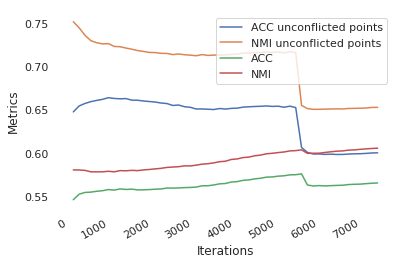 0.75
0.70
0.65
0.60
0.55
Metrics
ACC unconflicted points
NMI unconflicted points
ACC
NMI
0
1000
2000
3000
4000
5000
6000
7000
Iterations